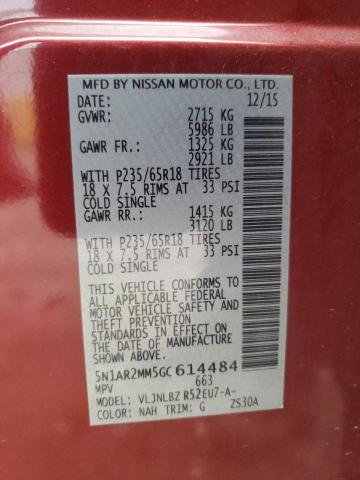 MFD BY NISSAN MOTOR CO., LTD.
DATE: 12/15
GVWR: 2715 KG
5986 LB
GAWR FR.: 1325 KG
2921 LB
WITH P235/65R18 TIRES
18 X 7.5 RIMS AT 33 PSI
COLD SINGLE
GAWR RR.: 1415 KG
3120 LB
WITH P235/65R18 TIRES
18 X 7.5 RIMS AT 33 PSI
COLD SINGLE
THIS VEHICLE CONFORMS TO
ALL APPLICABLE FEDERAL
MOTOR VEHICLE SAFETY AND
THEFT PREVENTION
STANDARDS IN EFFECT ON THE
DATE OF MANUFACTURE SHOWN
ABOVE.
5N1AR2MM5GC614484
MPV 663
MODEL: VLJNLBZ R52EU7-A-
COLOR: NAH TRIM: G ZS30A